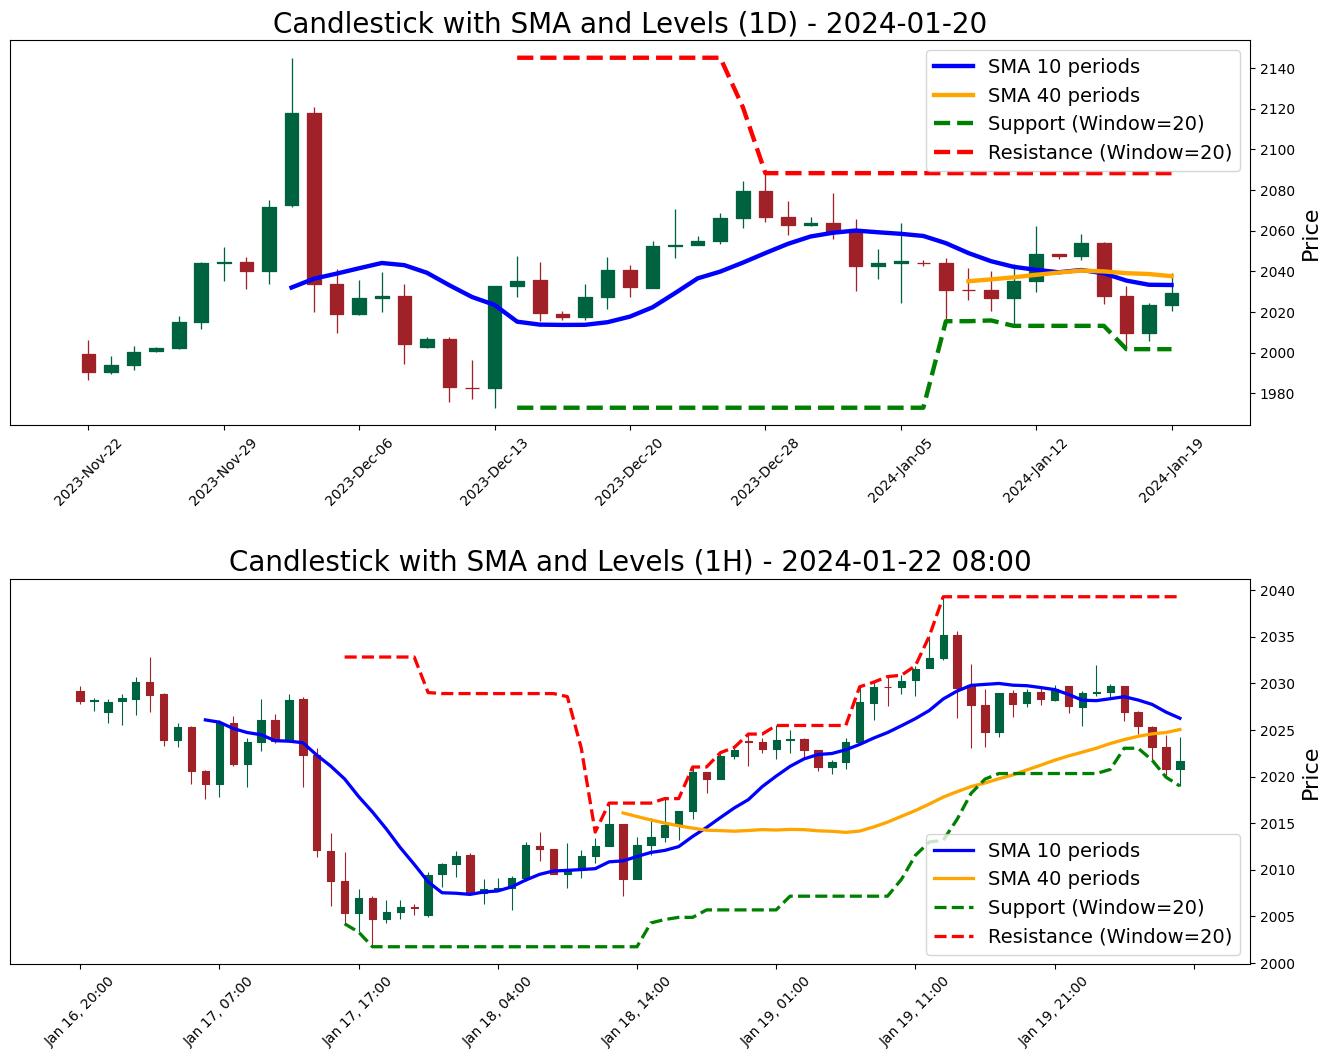 Candlestick with SMA and Levels (1D) - 2024-01-20
SMA 10 periods
SMA 40 periods
Support (Window=20)
Resistance (Window=20)
2140
2120
2100
2080
2060
2040
2020
2000
1980
Price
2023-Nov-22
2023-Nov-29
2023-Dec-06
2023-Dec-13
2023-Dec-20
2023-Dec-28
2024-Jan-05
2024-Jan-12
2024-Jan-19
Candlestick with SMA and Levels (1H) - 2024-01-22 08:00
2040
2035
2030
2025
2020
2015
2010
2005
2000
Price
SMA 10 periods
SMA 40 periods
Support (Window=20)
Resistance (Window=20)
Jan 16, 20:00
Jan 17, 07:00
Jan 17, 17:00
Jan 18, 04:00
Jan 18, 14:00
Jan 19, 01:00
Jan 19, 11:00
Jan 19, 21:00